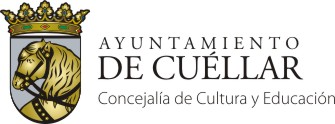 AYUNTAMIENTO
DE CUÉLLAR
Concejalía de Cultura y Educación